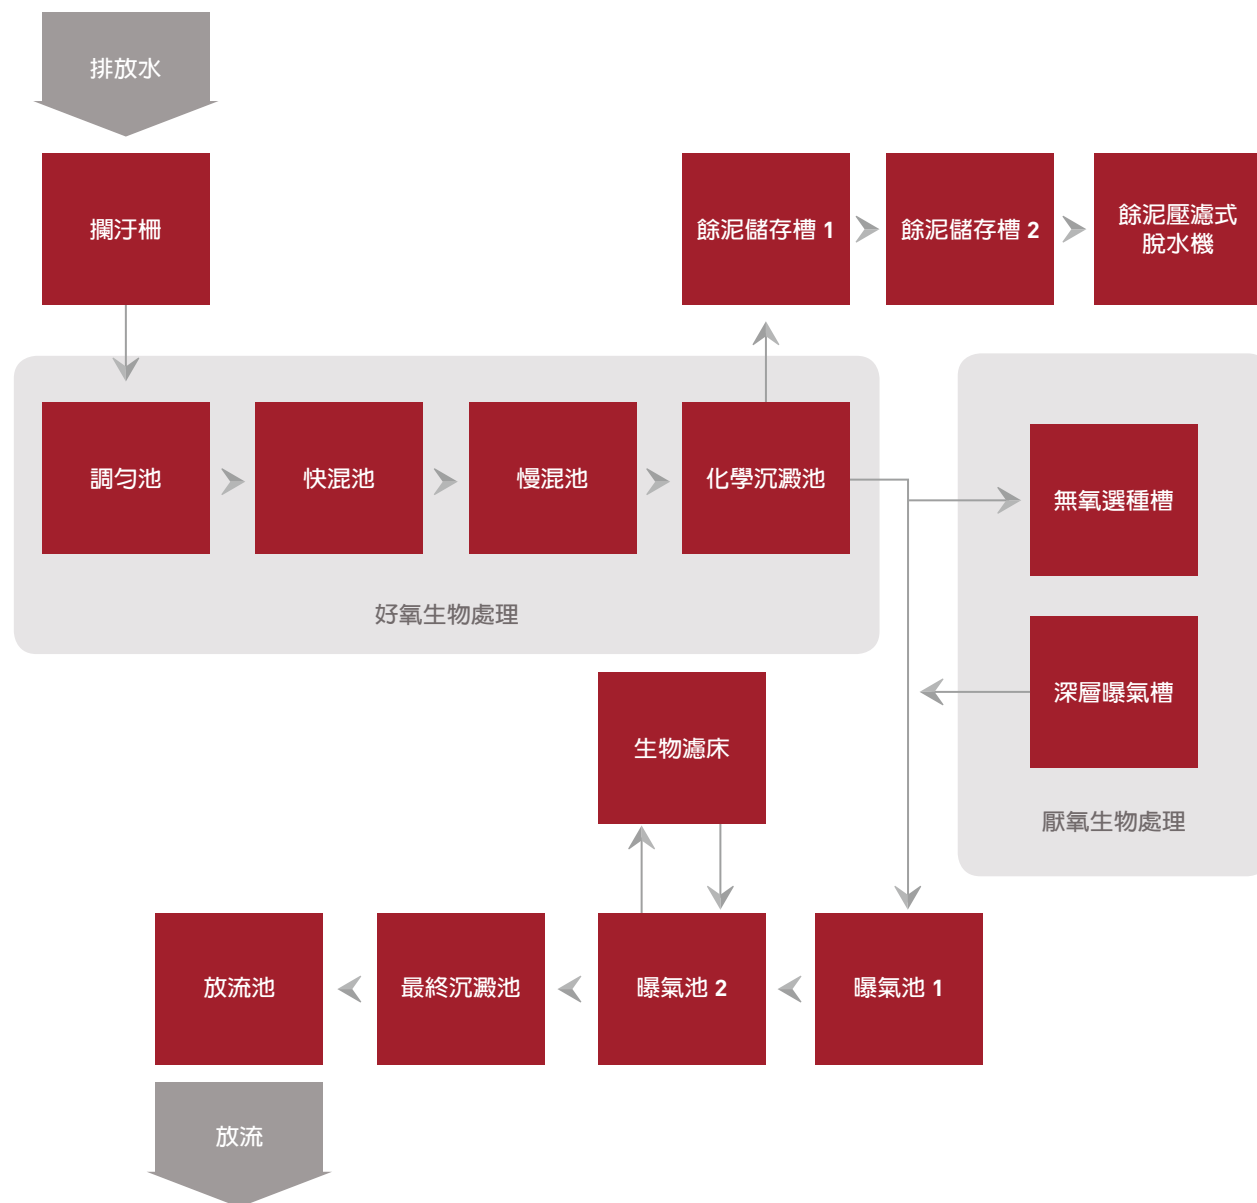 排放水
攔汙柵
餘泥儲存槽 1
餘泥儲存槽 2
餘泥壓濾式
脫水機
調勻池
快混池
慢混池
化學沉澱池
無氧選種槽
好氧生物處理
深層曝氣槽
生物濾床
厭氧生物處理
放流池
最終沉澱池
曝氣池 2
曝氣池 1
放流